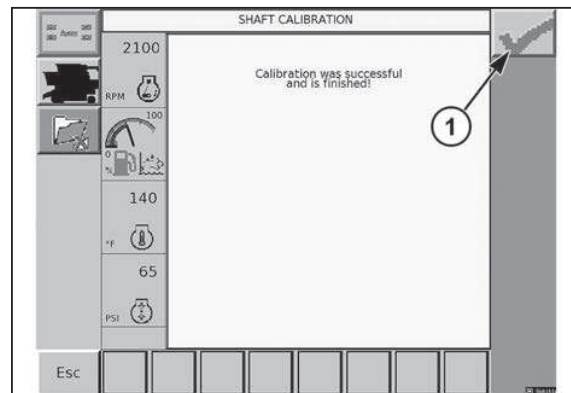 SHAFT CALIBRATION
2100
RPM
Calibration was successful
and is finished!
1
100
0
%
140
°F
65
PSI
Esc